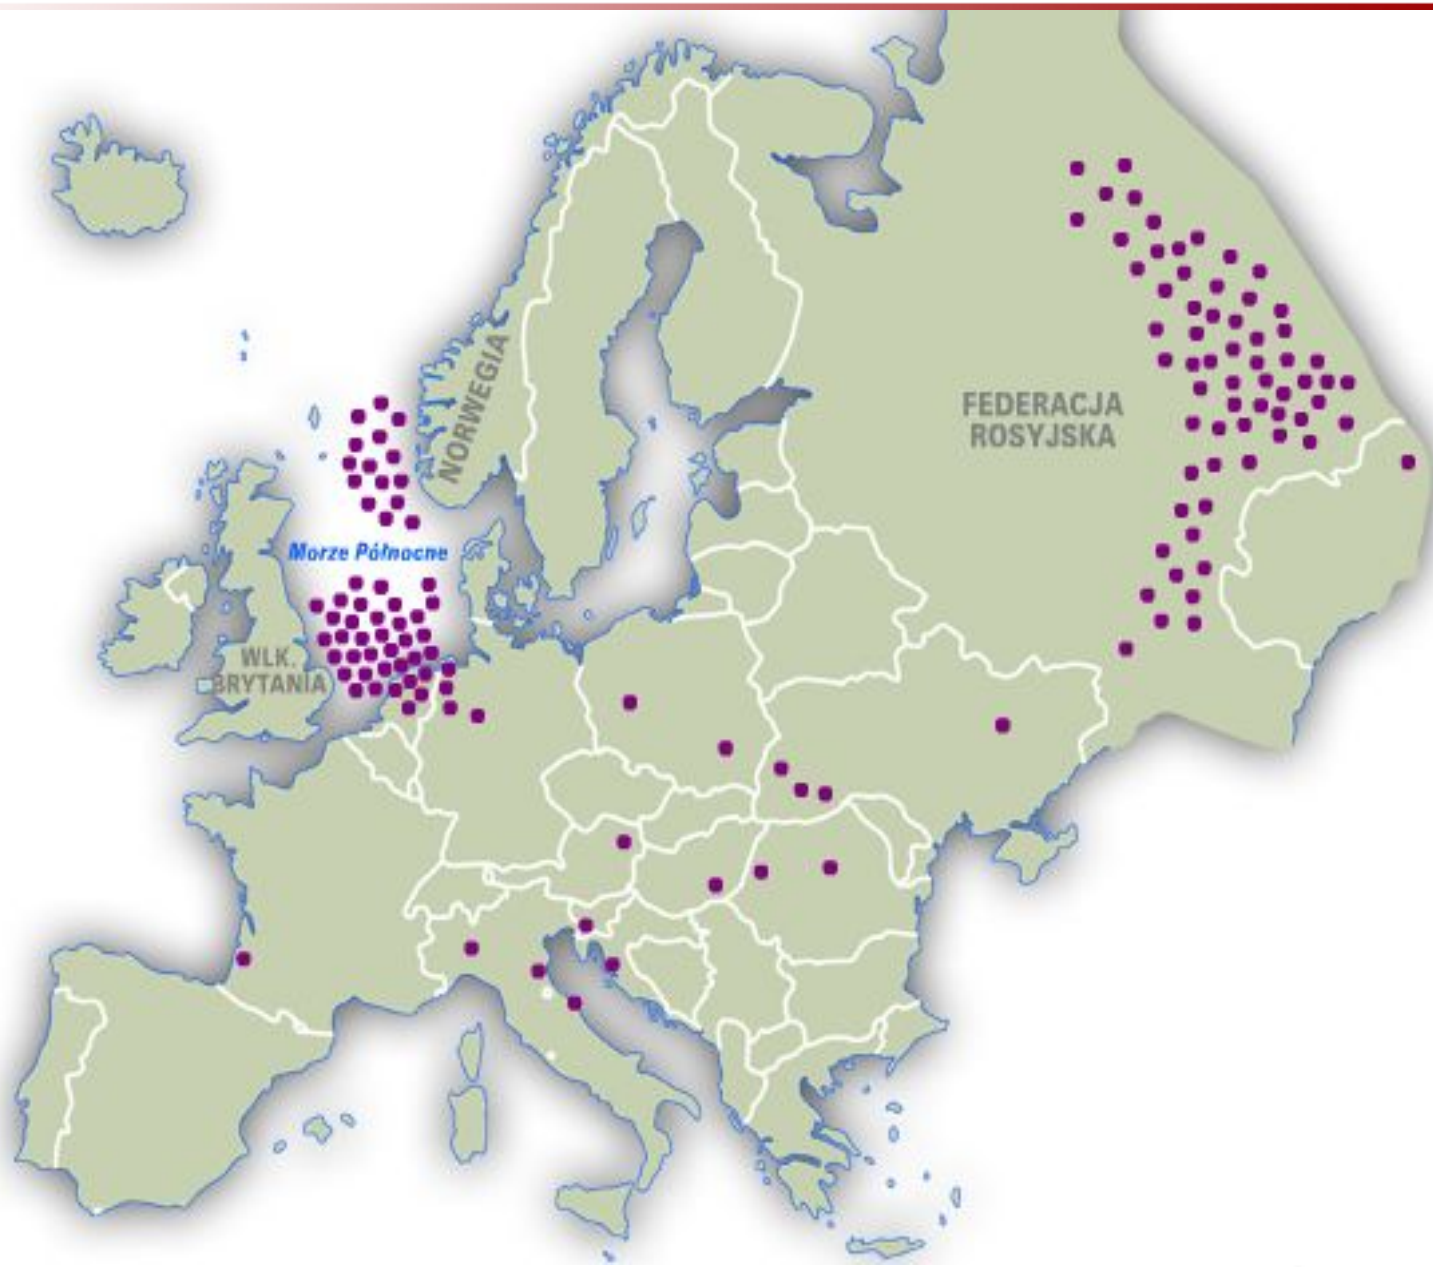 NORWEGIA
FEDERACJA
ROSYJSKA
Morze Północne
WLK.
BRYTANIA